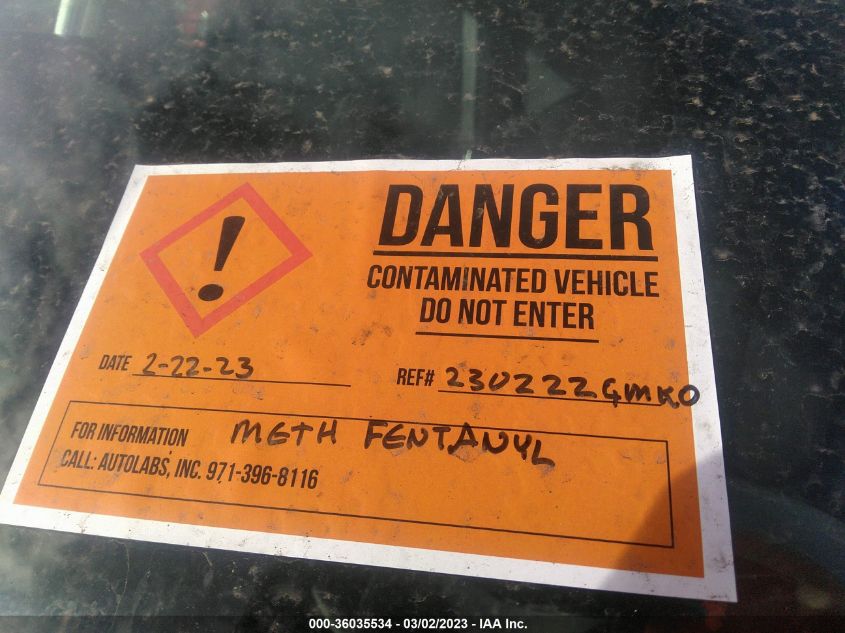 !
DANGER
CONTAMINATED VEHICLE
DO NOT ENTER
DATE 2-22-23
REF# 230222GMKO
FOR INFORMATION METH FENTANYL
CALL: AUTOLABS, INC. 971-396-8116
000-36035534 - 03/02/2023 - IAA Inc.